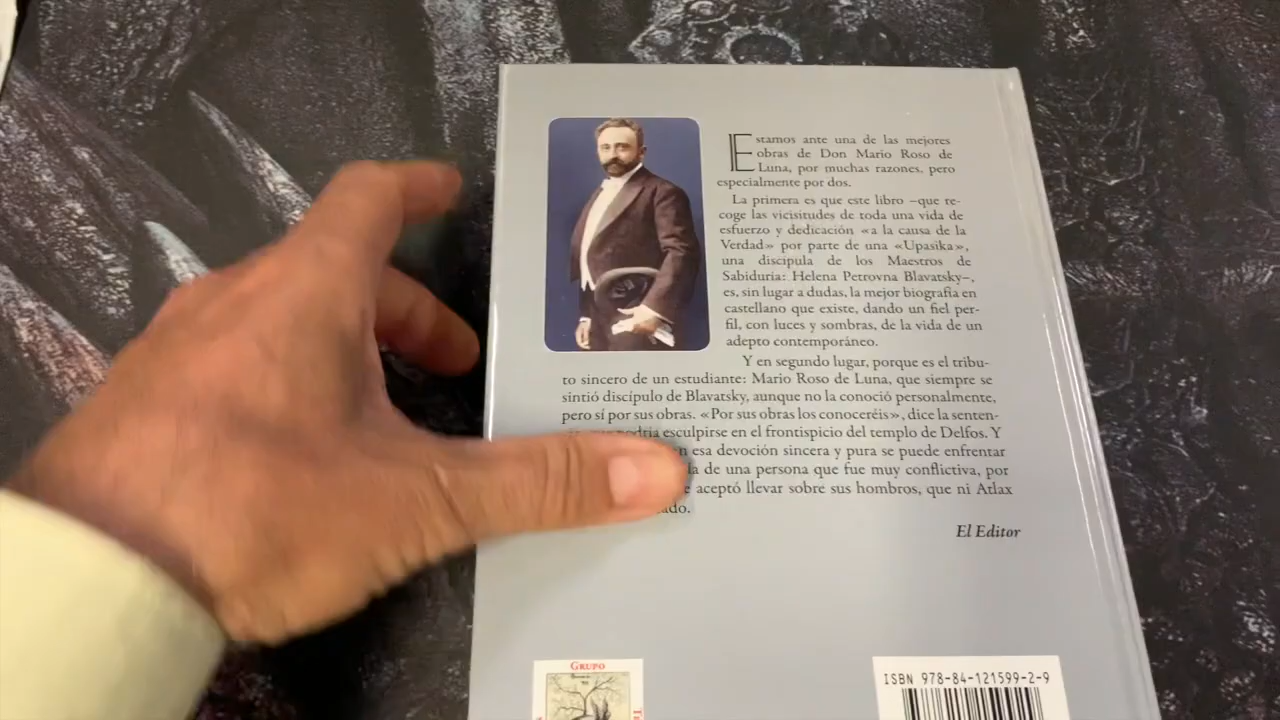 Estamos ante una de las mejores
obras de Don Mario Roso de
Luna, por muchas razones, pero
especialmente por dos.
La primera es que este libro –que re-
coge las vicisitudes de toda una vida de
esfuerzo y dedicación «a la causa de la
Verdad» por parte de una «Upasika»,
una discípula de los Maestros de
Sabiduría: Helena Petrovna Blavatsky–,
es, sin lugar a dudas, la mejor biografía en
castellano que existe, dando un fiel per-
fil, con luces y sombras, de la vida de un
adepto contemporáneo.
Y en segundo lugar, porque es el tribu-
to sincero de un estudiante: Mario Roso de Luna, que siempre se
sintió discípulo de Blavatsky, aunque no la conoció personalmente,
pero sí por sus obras. «Por sus obras los conoceréis», dice la senten-
podría esculpirse en el frontispicio del templo de Delfos. Y
esa devoción sincera y pura se puede enfrentar
de una persona que fue muy conflictiva, por
aceptó llevar sobre sus hombros, que ni Atlax
El Editor
GRUPO
ISBN 978-84-121599-2-9